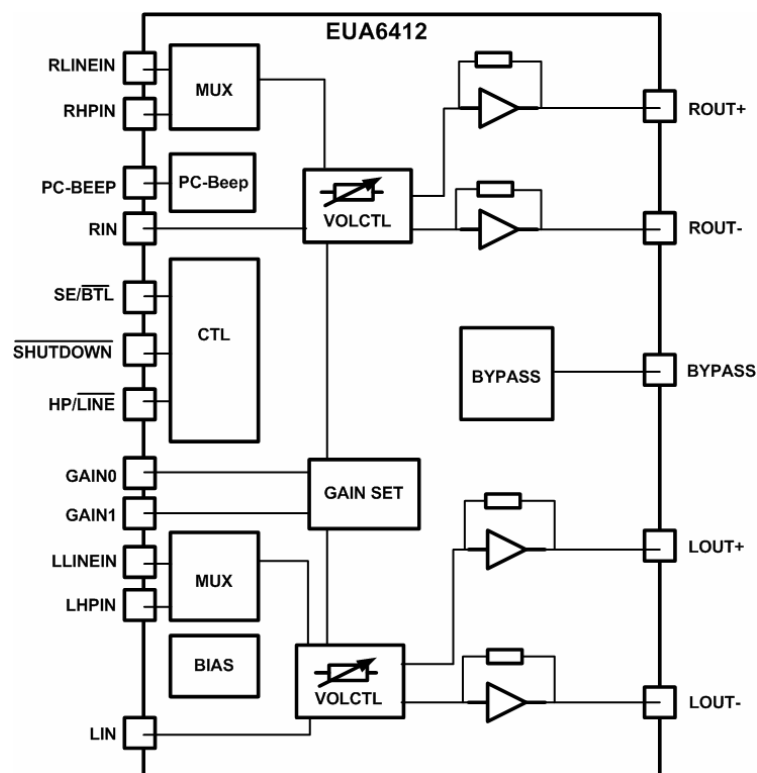 EUA6412
RLINEIN
MUX
RHPIN
ROUT+
PC-BEEP
PC-Beep
RIN
VOLCTL
ROUT-
SE/BTL
SHUTDOWN
CTL
HP/LINE
BYPASS
BYPASS
GAIN0
GAIN SET
GAIN1
LLINEIN
MUX
LHPIN
LOUT+
BIAS
VOLCTL
LOUT-
LIN